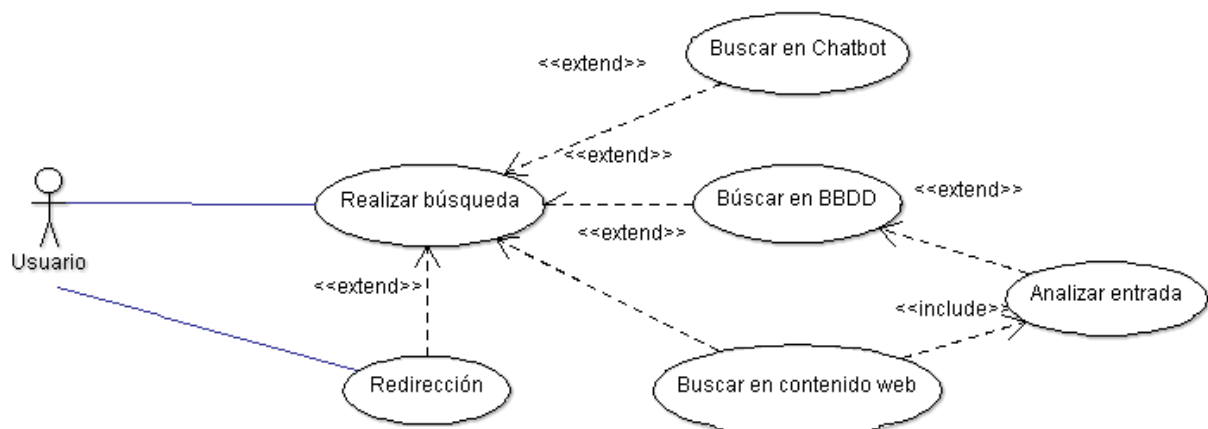 Buscar en Chatbot
<<extend>>
<<extend>>
Realizar búsqueda
Búscar en BBDD
<<extend>>
<<extend>>
Usuario
<<extend>>
Analizar entrada
<<include>>
Redirección
Buscar en contenido web